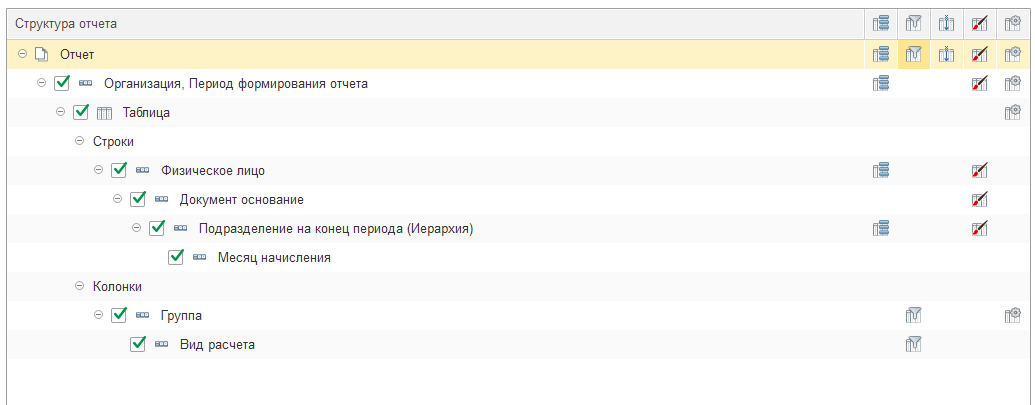 Структура отчета
Отчет
Организация, Период формирования отчета
Таблица
Строки
Физическое лицо
Документ основание
Подразделение на конец периода (Иерархия)
Месяц начисления
Колонки
Группа
Вид расчета